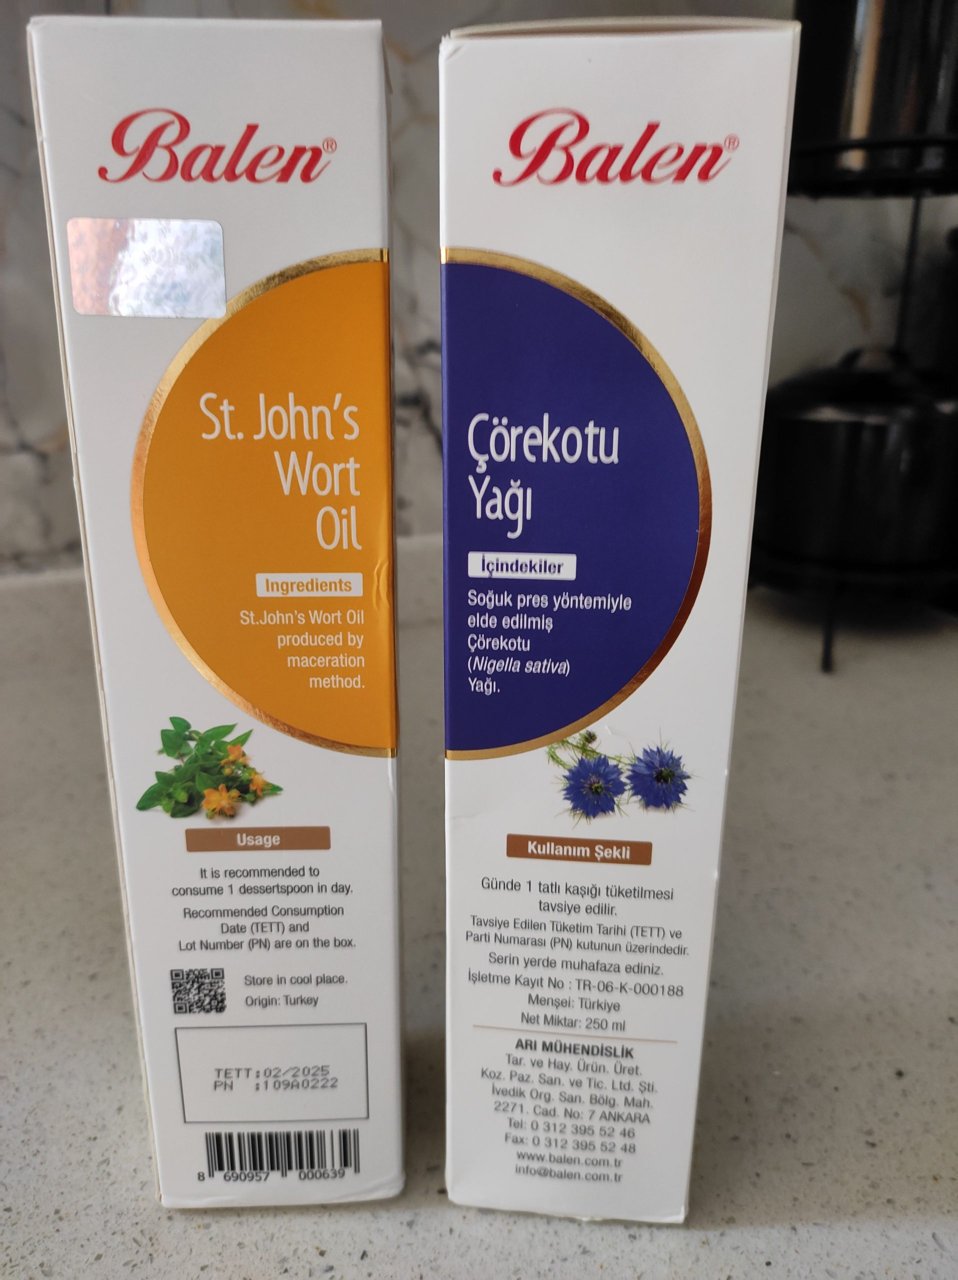 Balen®
St. John's
Wort
Oil
Ingredients
St.John's Wort Oil
produced by
maceration
method.
Usage
It is recommended to
consume 1 dessertspoon in day.
Recommended Consumption
Date (TETT) and
Lot Number (PN) are on the box.
Store in cool place.
Origin: Turkey
TETT:02/2025
PN :109A0222
8 690957 000639
Balen®
Çörekotu
Yağı
İçindekiler
Soğuk pres yöntemiyle
elde edilmiş
Çörekotu
(Nigella sativa)
Yağı.
Kullanım Şekli
Günde 1 tatlı kaşığı tüketilmesi
tavsiye edilir.
Tavsiye Edilen Tüketim Tarihi (TETT) ve
Parti Numarası (PN) kutunun üzerindedir.
Serin yerde muhafaza ediniz.
İşletme Kayıt No : TR-06-K-000188
Menşei: Türkiye
Net Miktar: 250 ml
ARI MÜHENDİSLİK
Tar. ve Hay. Ürün. Üret.
Koz. Paz. San. ve Tic. Ltd. Şti.
İvedik Org. San. Bölg. Mah.
2271. Cad. No: 7 ANKARA
Tel: 0 312 395 52 46
Fax: 0 312 395 52 48
www.balen.com.tr
info@balen.com.tr